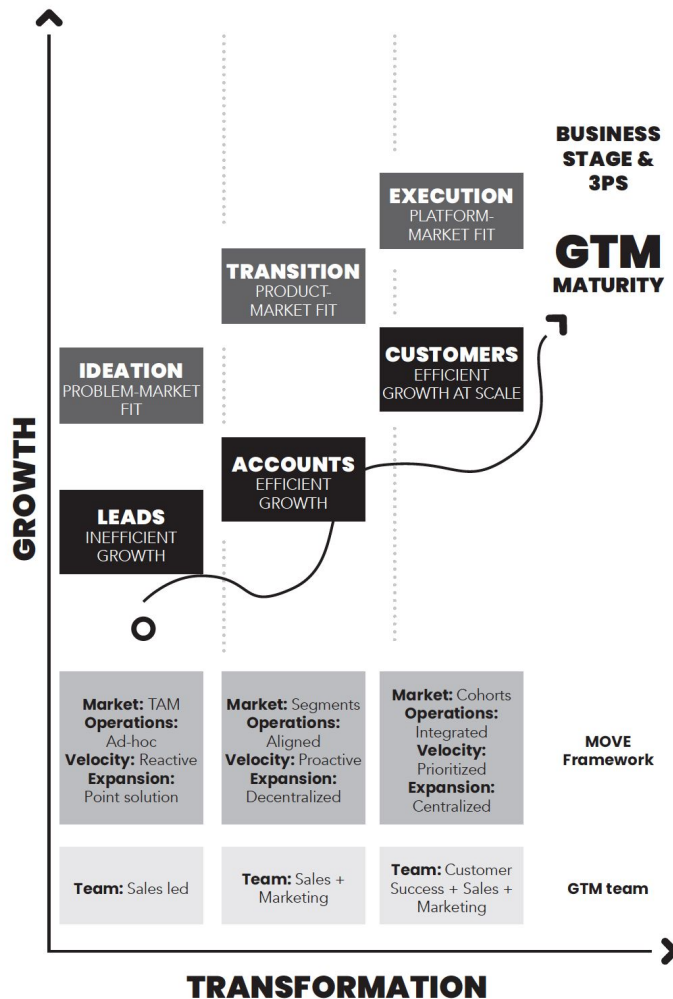 BUSINESS
STAGE &
3PS
EXECUTION
PLATFORM-
MARKET FIT
TRANSITION
PRODUCT-
MARKET FIT
IDEATION
PROBLEM-MARKET
FIT
GTM
MATURITY
CUSTOMERS
EFFICIENT
GROWTH AT SCALE
ACCOUNTS
EFFICIENT
GROWTH
LEADS
INEFFICIENT
GROWTH
GROWTH
Market: TAM
Operations:
Ad-hoc
Velocity: Reactive
Expansion:
Point solution
Market: Segments
Operations:
Aligned
Velocity: Proactive
Expansion:
Decentralized
Market: Cohorts
Operations:
Integrated
Velocity:
Prioritized
Expansion:
Centralized
MOVE
Framework
Team: Sales led
Team: Sales +
Marketing
Team: Customer
Success + Sales +
Marketing
GTM team
TRANSFORMATION